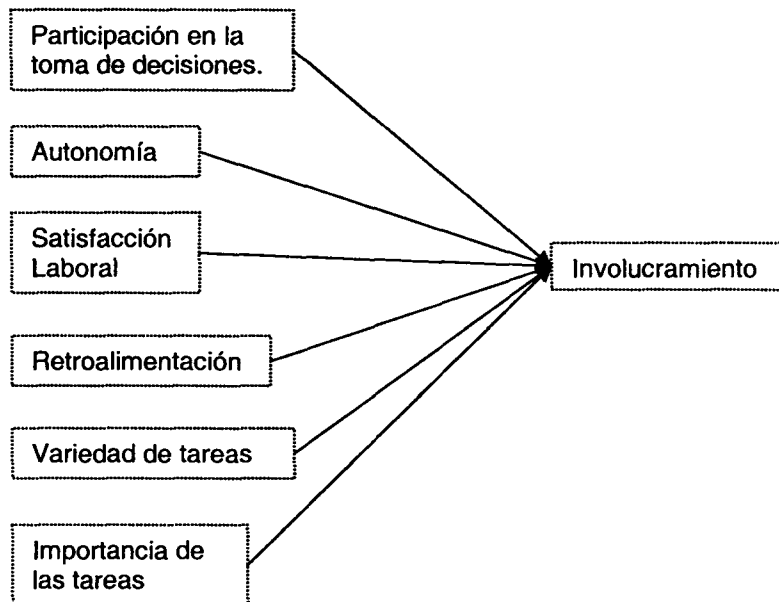 Participación en la
toma de decisiones.
Autonomía
Satisfacción
Laboral
Involucramiento
Retroalimentación
Variedad de tareas
Importancia de
las tareas